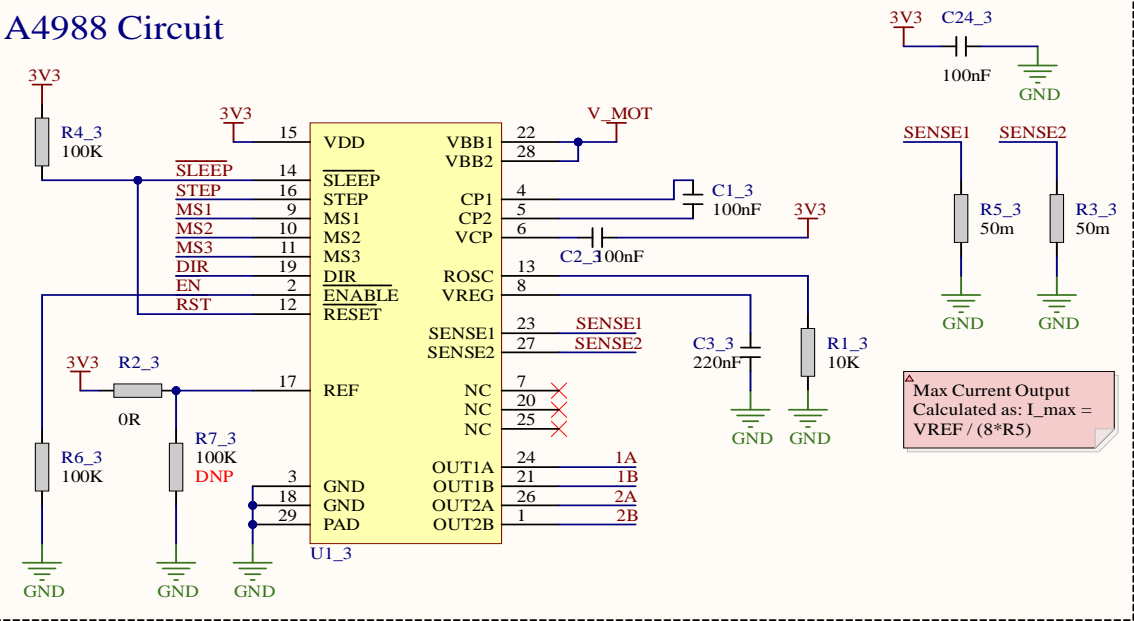 A4988 Circuit
3V3
C24_3
100nF
GND
3V3
R4_3
100K
3V3
15
VDD
SLEEP
14
SLEEP
STEP
16
STEP
MS1
9
MS1
MS2
10
MS2
MS3
11
MS3
DIR
19
DIR
EN
2
ENABLE
RST
12
RESET
3V3
R2_3
0R
17
REF
R7_3
100K
DNP
R6_3
100K
3
GND
18
GND
29
PAD
GND
GND
GND
U1_3
VBB1
22
V_MOT
VBB2
28
CP1
4
C1_3
100nF
CP2
5
VCP
6
C2_3
100nF
3V3
ROSC
13
VREG
8
SENSE1
23
SENSE1
SENSE2
27
SENSE2
C3_3
220nF
R1_3
10K
GND
GND
NC
7
NC
20
NC
25
OUT1A
24
1A
OUT1B
21
1B
OUT2A
26
2A
OUT2B
1
2B
SENSE1
SENSE2
R5_3
50m
R3_3
50m
GND
GND
Max Current Output
Calculated as: I_max =
VREF / (8*R5)